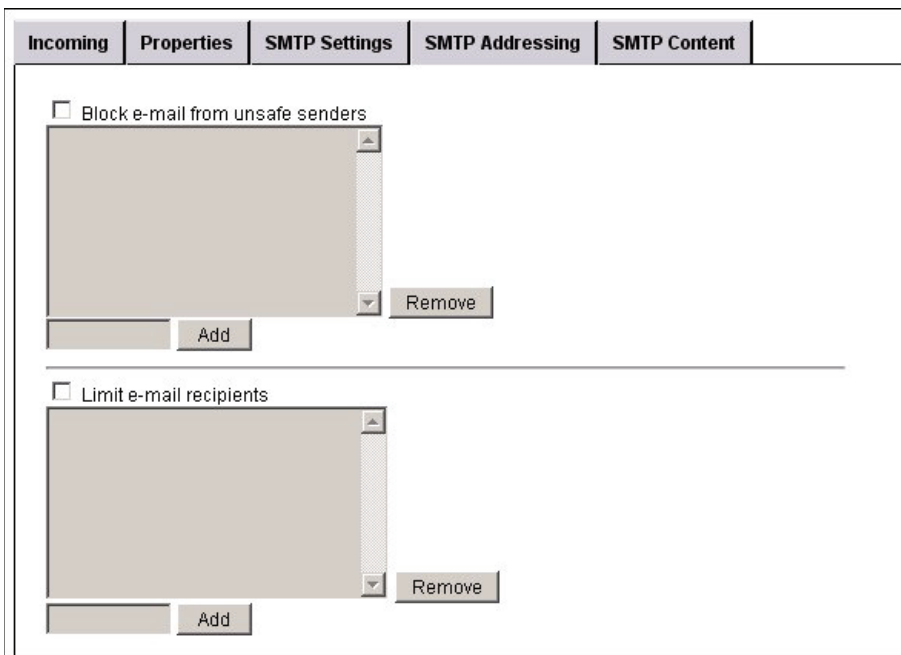 Incoming Properties SMTP Settings SMTP Addressing SMTP Content
Block e-mail from unsafe senders
Remove
Add
Limit e-mail recipients
Remove
Add